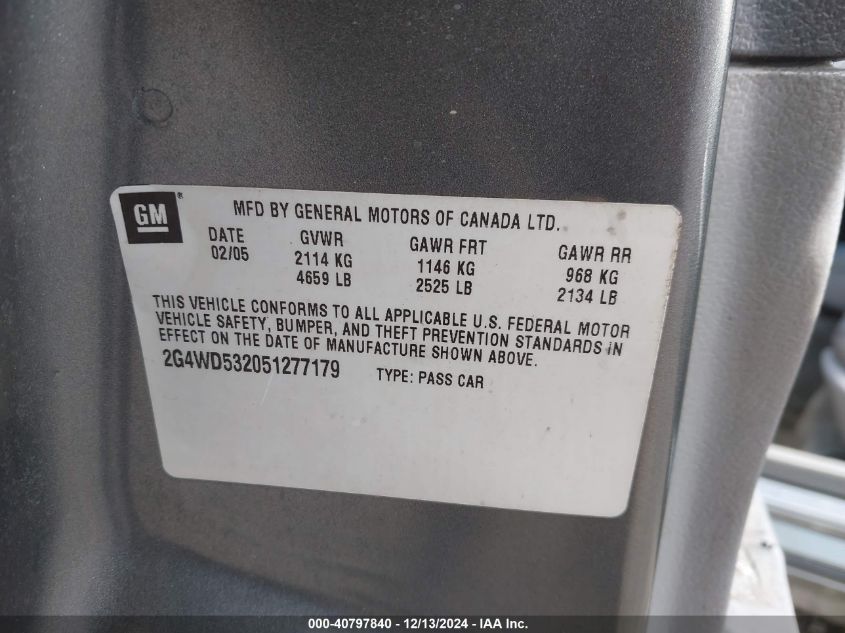 GM®
MFD BY GENERAL MOTORS OF CANADA LTD.
DATE GVWR GAWR FRT GAWR RR
02/05 2114 KG 1146 KG 968 KG
4659 LB 2525 LB 2134 LB
THIS VEHICLE CONFORMS TO ALL APPLICABLE U.S. FEDERAL MOTOR
VEHICLE SAFETY, BUMPER, AND THEFT PREVENTION STANDARDS IN
EFFECT ON THE DATE OF MANUFACTURE SHOWN ABOVE.
2G4WD532051277179 TYPE: PASS CAR
000-40797840 - 12/13/2024 - IAA Inc.